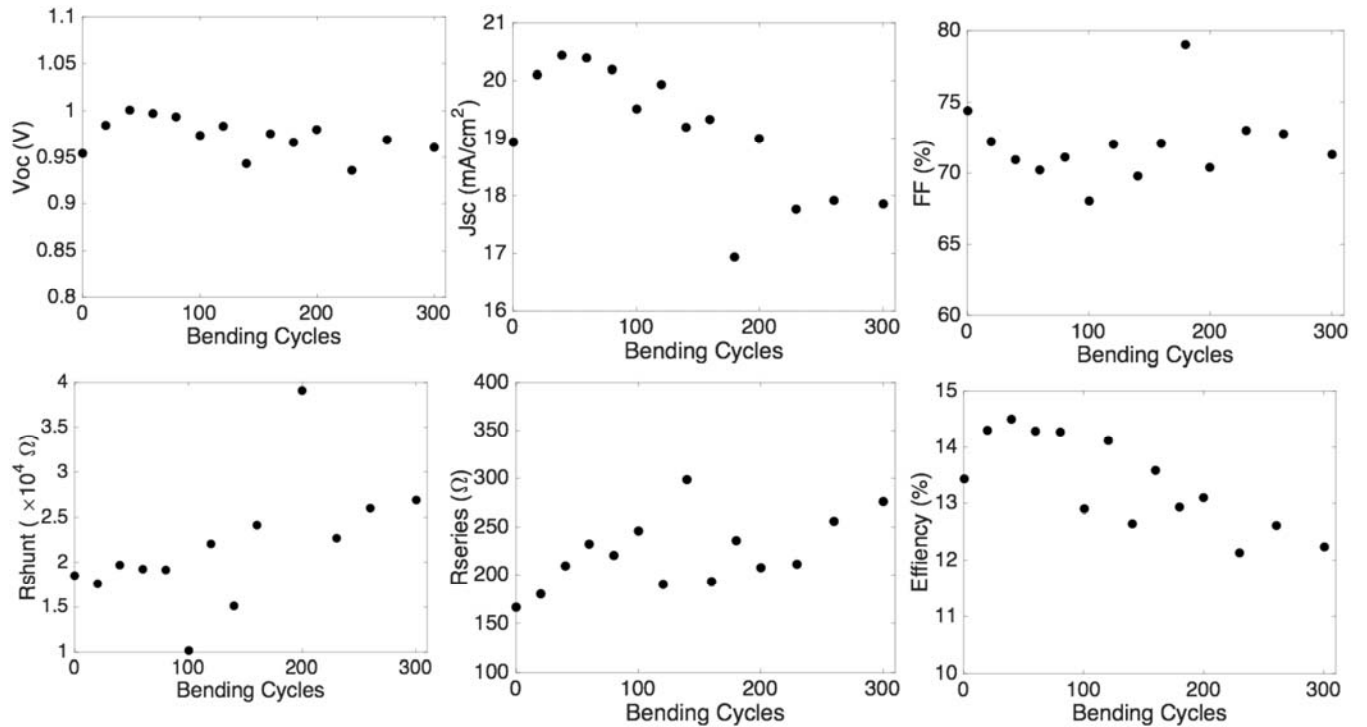 1.1
1.05
1
0.95
0.9
0.85
0.8
Voc (V)
0 100 200 300
Bending Cycles
21
20
19
18
17
16
Jsc (mA/cm²)
0 100 200 300
Bending Cycles
80
75
70
65
60
FF (%)
0 100 200 300
Bending Cycles
4
3.5
3
2.5
2
1.5
1
Rshunt ( ×10⁴ Ω)
0 100 200 300
Bending Cycles
400
350
300
250
200
150
100
Rseries (Ω)
0 100 200 300
Bending Cycles
15
14
13
12
11
10
Effiency (%)
0 100 200 300
Bending Cycles